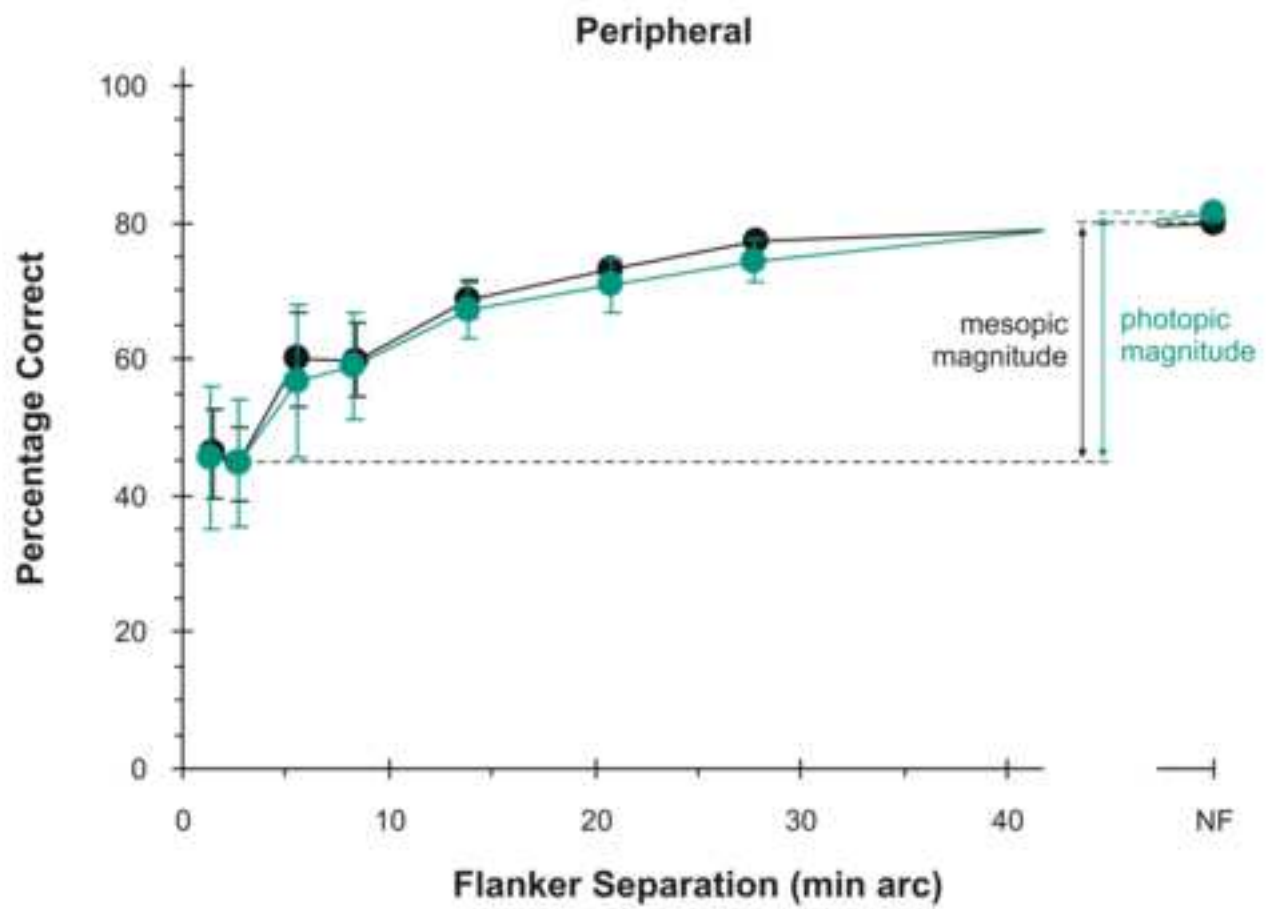 Peripheral
100
80
60
40
20
0
Percentage Correct
mesopic
magnitude
photopic
magnitude
0 10 20 30 40 NF
Flanker Separation (min arc)